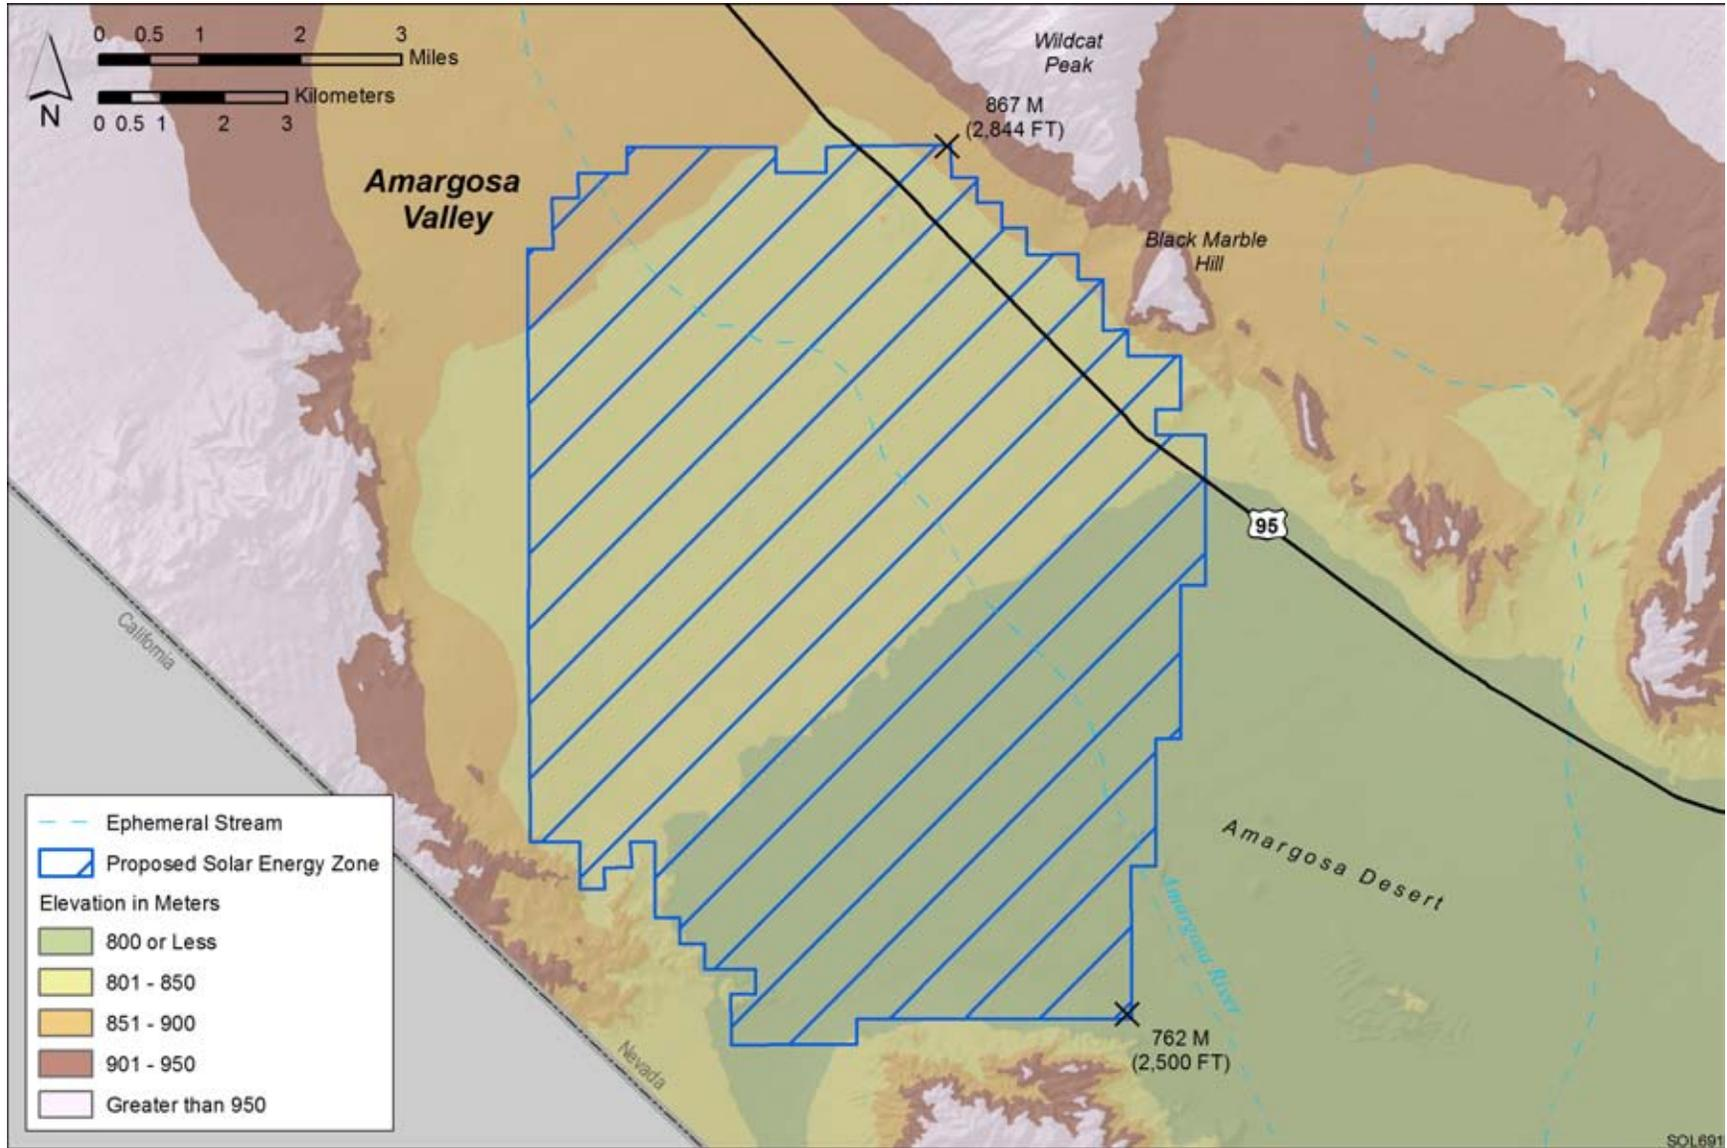 0 0.5 1 2 3
Miles
Kilometers
0 0.5 1 2 3
N
Wildcat
Peak
867 M
(2,844 FT)
Amargosa
Valley
Black Marble
Hill
95
California
Nevada
Amargosa Desert
Amargosa River
762 M
(2,500 FT)
Ephemeral Stream
Proposed Solar Energy Zone
Elevation in Meters
800 or Less
801 - 850
851 - 900
901 - 950
Greater than 950
SOL691